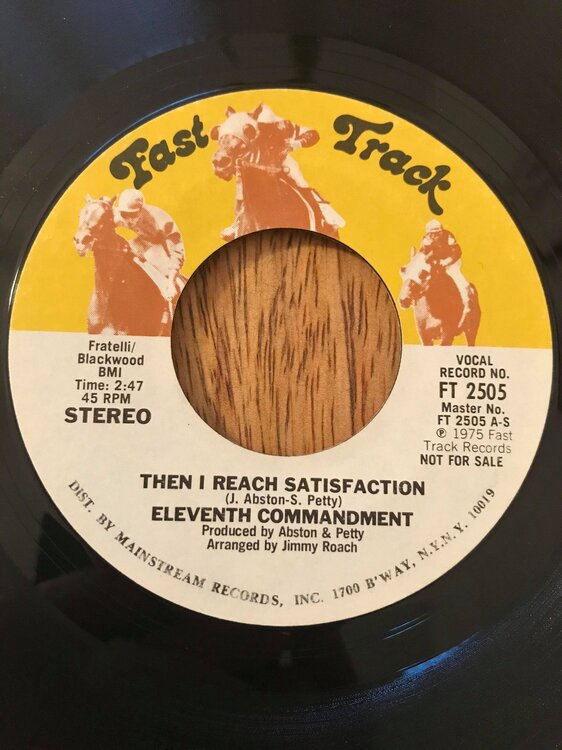 Fast Track
Fratelli/
Blackwood
BMI
Time: 2:47
45 RPM
STEREO
VOCAL
RECORD NO.
FT 2505
Master No.
FT 2505 A-S
℗ 1975 Fast
Track Records
NOT FOR SALE
THEN I REACH SATISFACTION
(J. Abston-S. Petty)
ELEVENTH COMMANDMENT
Produced by Abston & Petty
Arranged by Jimmy Roach
DIST. BY MAINSTREAM RECORDS, INC. 1700 B'WAY, N.Y.N.Y. 10019